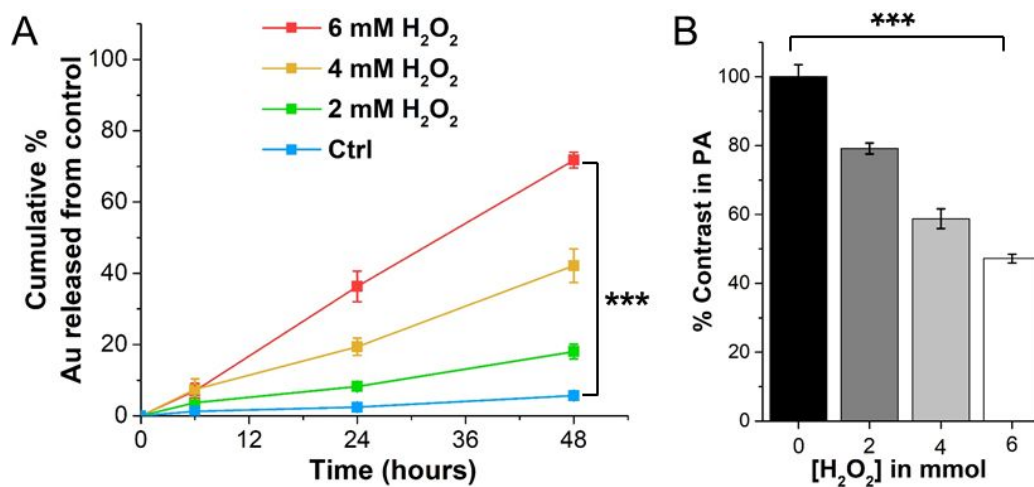 A
6 mM H₂O₂
4 mM H₂O₂
2 mM H₂O₂
Ctrl
Cumulative %
Au released from control
100
80
60
40
20
0
0 12 24 36 48
Time (hours)
***
B
***
% Contrast in PA
100
80
60
40
20
0
0 2 4 6
[H₂O₂] in mmol